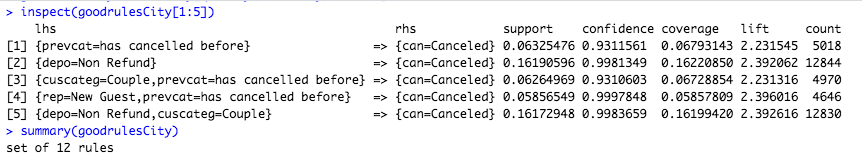 > inspect(goodrulesCity[1:5])
lhs rhs support confidence coverage lift count
[1] {prevcat=has cancelled before} => {can=Canceled} 0.06325476 0.9311561 0.06793143 2.231545 5018
[2] {depo=Non Refund} => {can=Canceled} 0.16190596 0.9981349 0.16220850 2.392062 12844
[3] {cuscateg=Couple,prevcat=has cancelled before} => {can=Canceled} 0.06264969 0.9310603 0.06728854 2.231316 4970
[4] {rep=New Guest,prevcat=has cancelled before} => {can=Canceled} 0.05856549 0.9997848 0.05857809 2.396016 4646
[5] {depo=Non Refund,cuscateg=Couple} => {can=Canceled} 0.16172948 0.9983659 0.16199420 2.392616 12830
> summary(goodrulesCity)
set of 12 rules